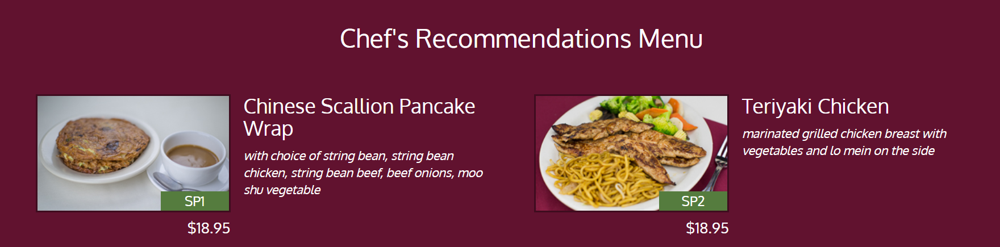 Chef's Recommendations Menu
Chinese Scallion Pancake
Wrap
with choice of string bean, string bean
chicken, string bean beef, beef onions, moo
shu vegetable
SP1
$18.95
Teriyaki Chicken
marinated grilled chicken breast with
vegetables and lo mein on the side
SP2
$18.95